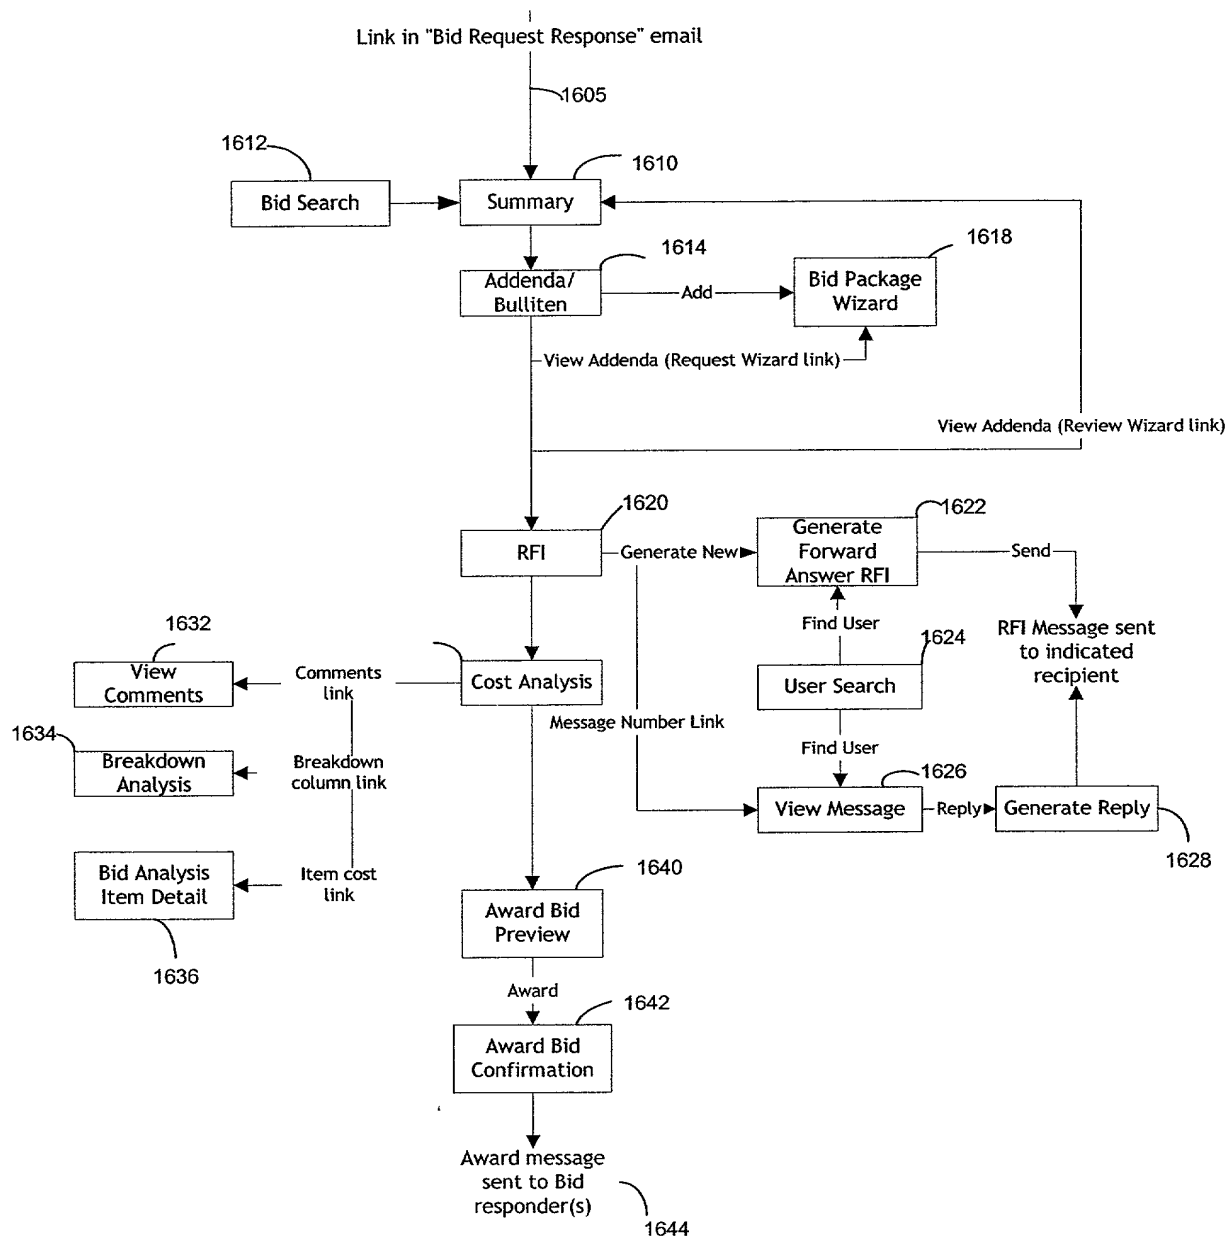 Link in "Bid Request Response" email
1605
1612
1610
Bid Search
Summary
1614
1618
Addenda/
Bulliten
Add
Bid Package
Wizard
View Addenda (Request Wizard link)
View Addenda (Review Wizard link)
1620
1622
RFI
Generate New
Generate
Forward
Answer RFI
Send
1632
Find User
1624
RFI Message sent
to indicated
recipient
View
Comments
Comments
link
Cost Analysis
User Search
Message Number Link
1634
Breakdown
Analysis
Breakdown
column link
Find User
1626
View Message
Reply
Generate Reply
1628
Bid Analysis
Item Detail
Item cost
link
1636
1640
Award Bid
Preview
Award
1642
Award Bid
Confirmation
Award message
sent to Bid
responder(s)
1644